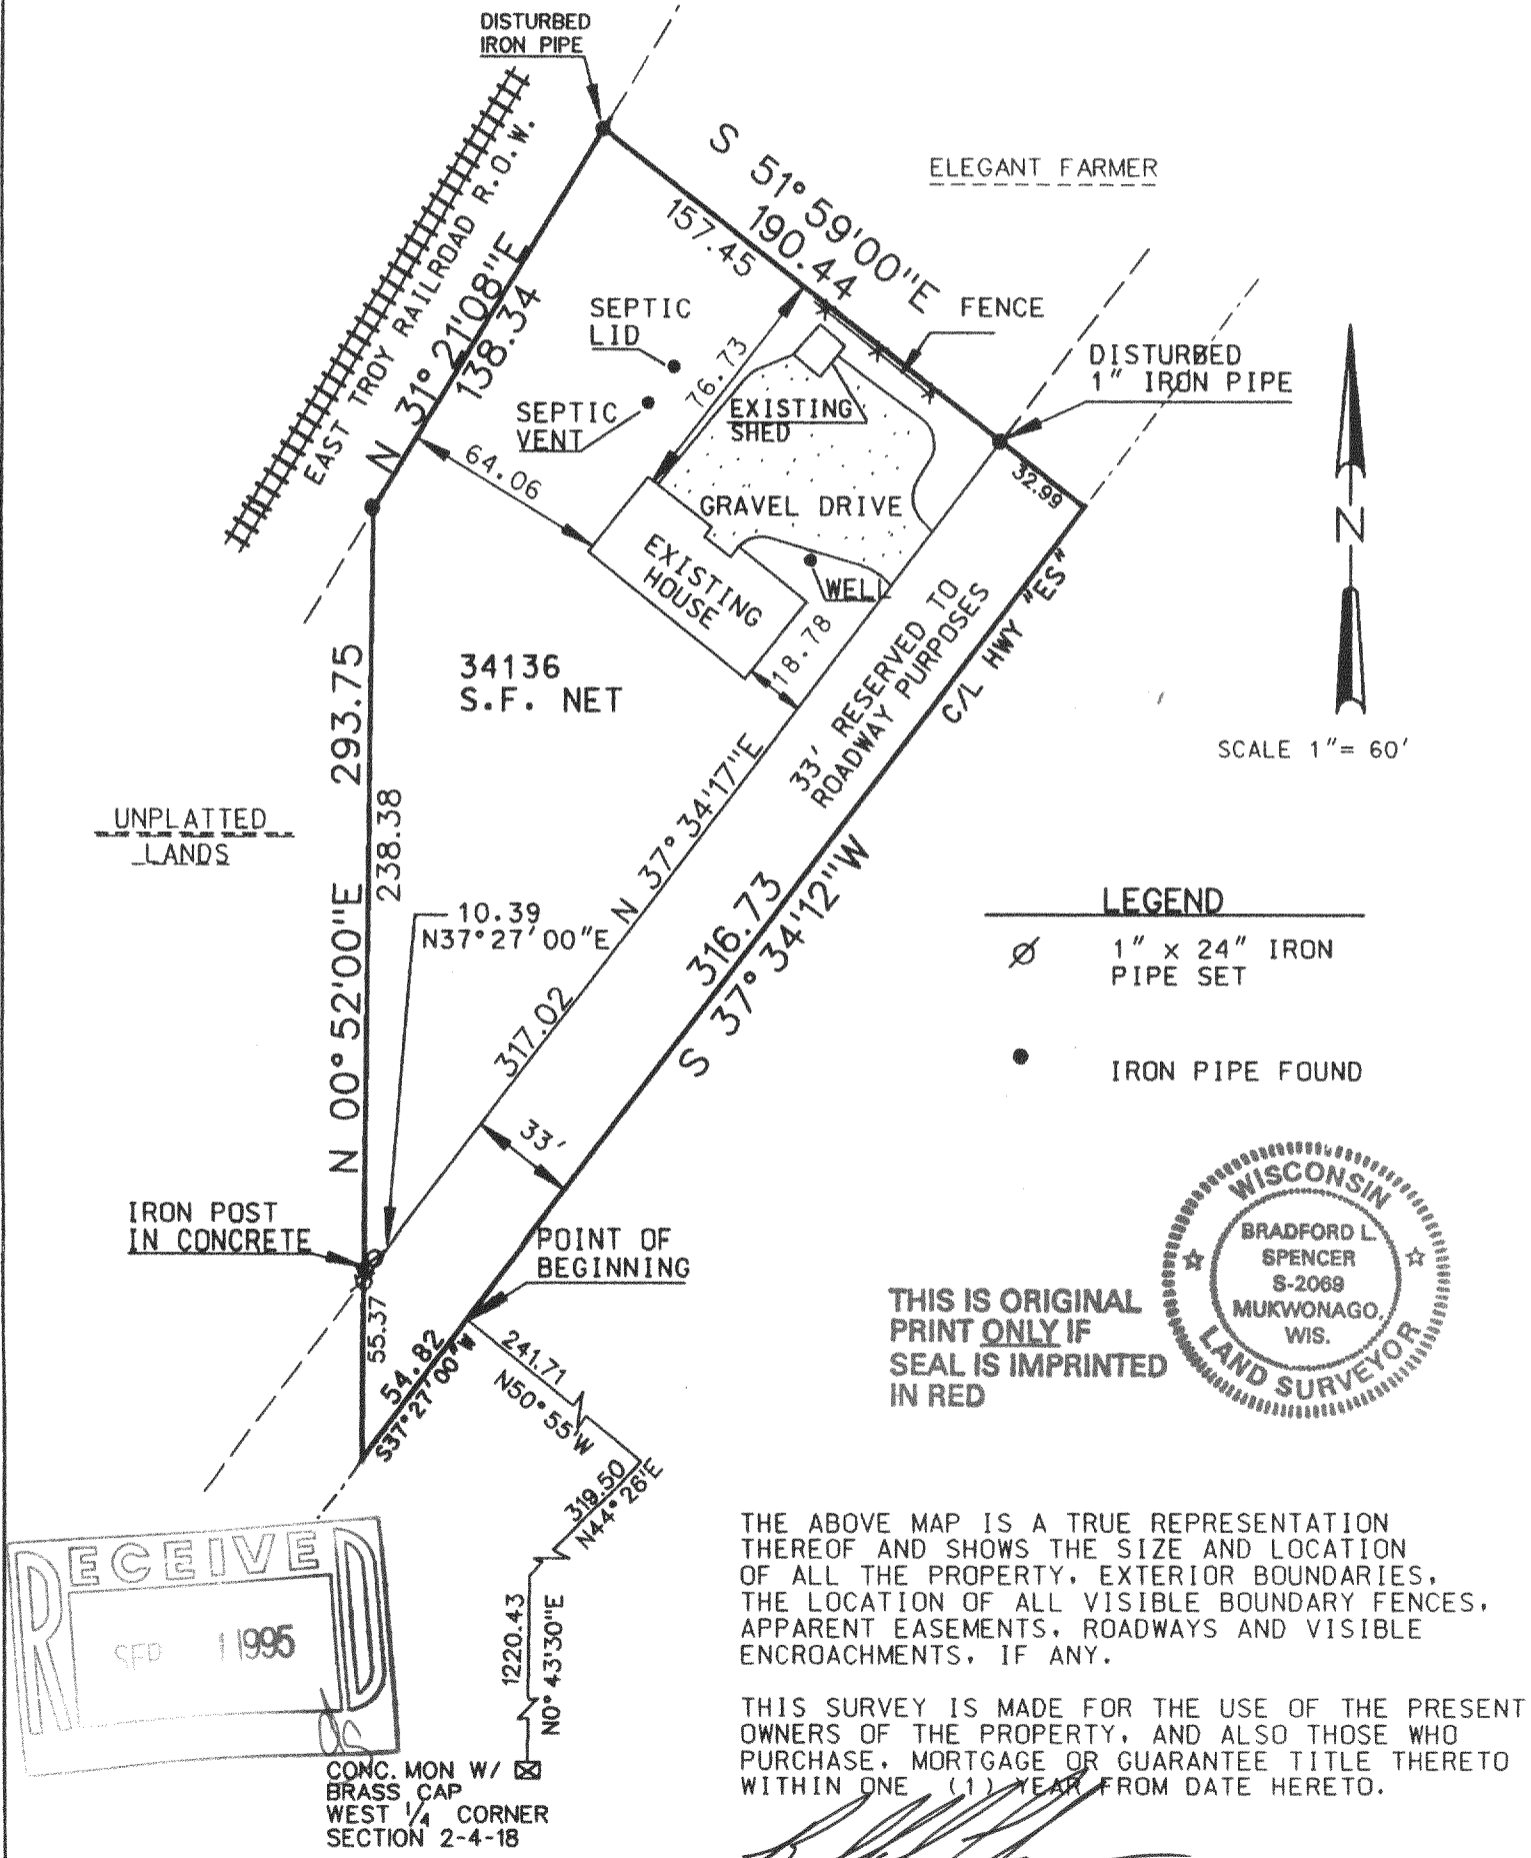 DISTURBED
IRON PIPE
EAST TROY RAILROAD R.O.W.
N 31°21'08"E
138.34
S 51°59'00"E
190.44
157.45
ELEGANT FARMER
FENCE
SEPTIC
LID
SEPTIC
VENT
76.73
EXISTING
SHED
DISTURBED
1" IRON PIPE
32.99
64.06
GRAVEL DRIVE
EXISTING
HOUSE
WELL
18.78
33' RESERVED TO
ROADWAY PURPOSES
C/L HWY "ES"
N
SCALE 1"= 60'
34136
S.F. NET
N 00°52'00"E 293.75
238.38
UNPLATTED
LANDS
10.39
N37°27'00"E
317.02 N 37°34'17"E
316.73
S 37°34'12"W
33'
LEGEND
1" x 24" IRON
PIPE SET
IRON PIPE FOUND
IRON POST
IN CONCRETE
55.37
POINT OF
BEGINNING
54.82
S37°27'00"W
241.71
N50°55'W
319.50
N44°26'E
1220.43
N0°43'30"E
CONC. MON W/
BRASS CAP
WEST 1/4 CORNER
SECTION 2-4-18
THIS IS ORIGINAL
PRINT ONLY IF
SEAL IS IMPRINTED
IN RED
WISCONSIN
BRADFORD L.
SPENCER
S-2069
MUKWONAGO,
WIS.
LAND SURVEYOR
RECEIVED
SEP 1 1995
THE ABOVE MAP IS A TRUE REPRESENTATION
THEREOF AND SHOWS THE SIZE AND LOCATION
OF ALL THE PROPERTY, EXTERIOR BOUNDARIES,
THE LOCATION OF ALL VISIBLE BOUNDARY FENCES,
APPARENT EASEMENTS, ROADWAYS AND VISIBLE
ENCROACHMENTS, IF ANY.
THIS SURVEY IS MADE FOR THE USE OF THE PRESENT
OWNERS OF THE PROPERTY, AND ALSO THOSE WHO
PURCHASE, MORTGAGE OR GUARANTEE TITLE THERETO
WITHIN ONE (1) YEAR FROM DATE HERETO.